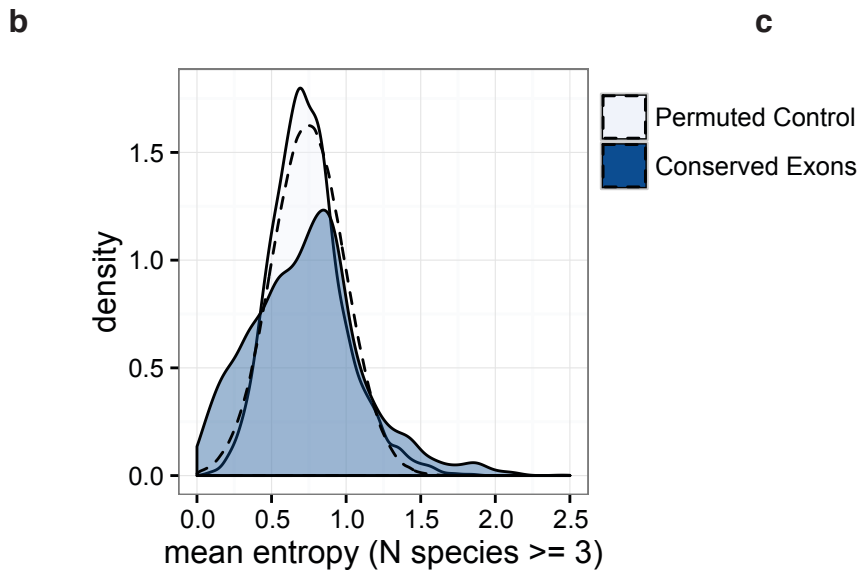 b
c
Permuted Control
Conserved Exons
density
1.5
1.0
0.5
0.0
0.0 0.5 1.0 1.5 2.0 2.5
mean entropy (N species >= 3)